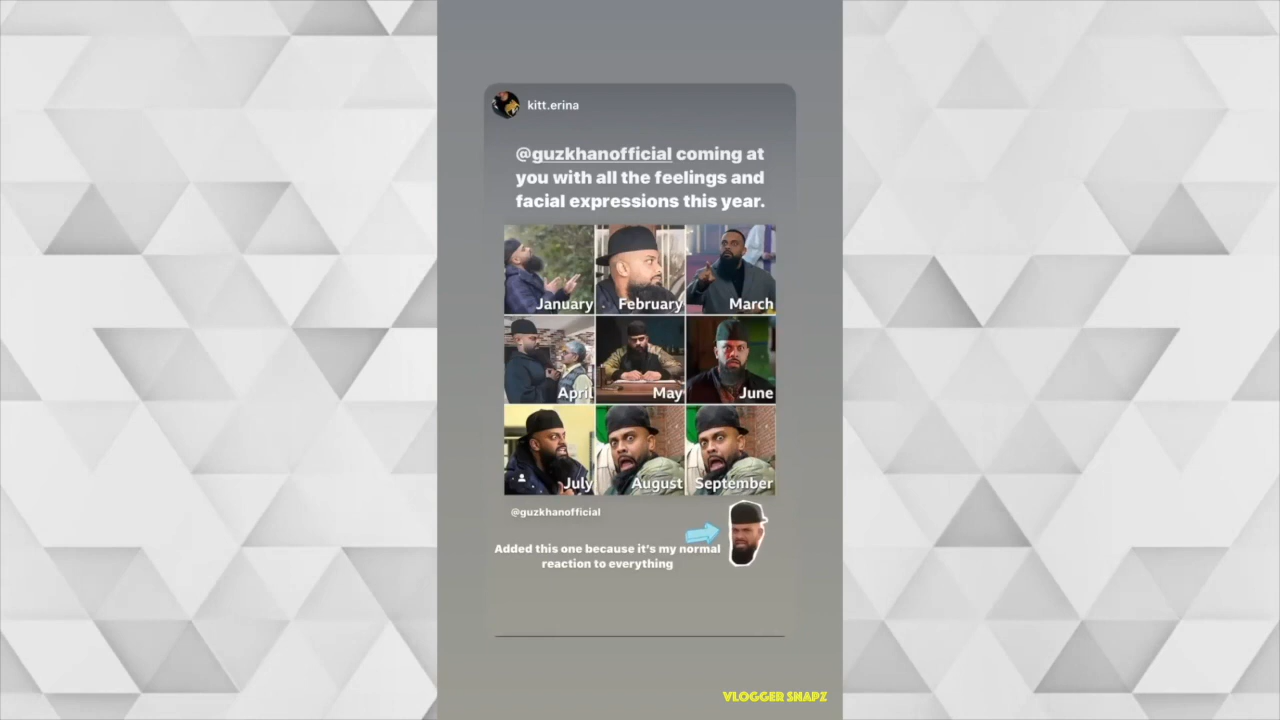 kitt.erina
@guzkhanofficial coming at
you with all the feelings and
facial expressions this year.
January
February
March
April
May
June
July
August
September
@guzkhanofficial
Added this one because it's my normal
reaction to everything
VLOGGER SNAPZ